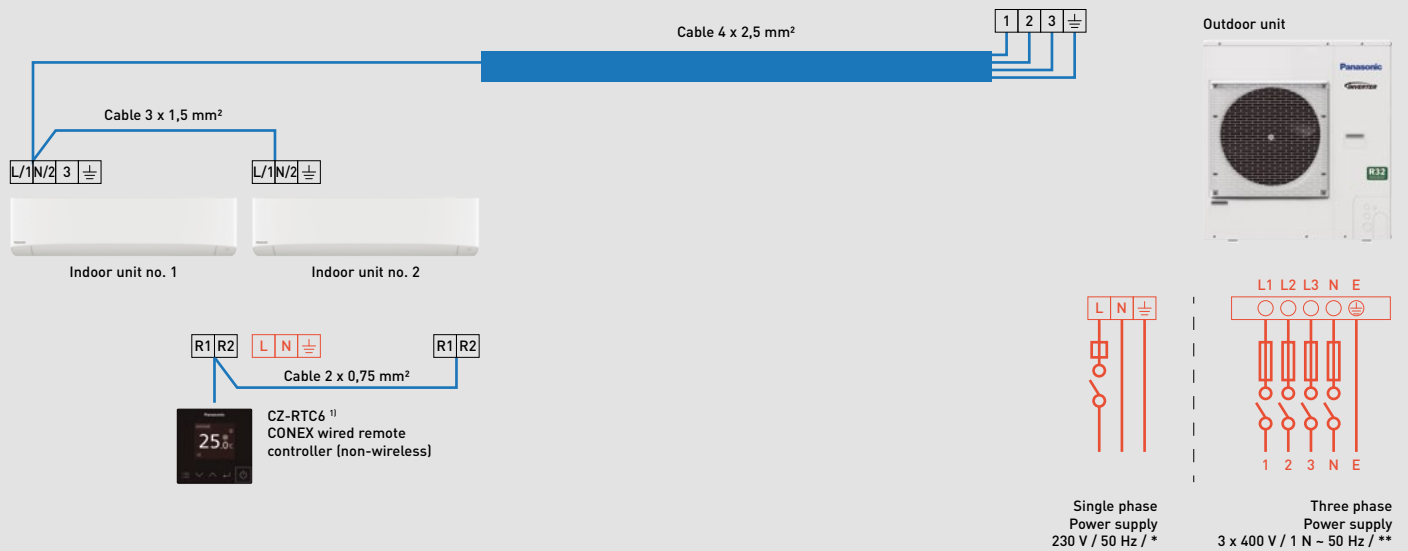 Cable 4 x 2,5 mm²
1 2 3
Outdoor unit
Panasonic
INVERTER
R32
Cable 3 x 1,5 mm²
L/1 N/2 3
L/1 N/2
Indoor unit no. 1
Indoor unit no. 2
R1 R2
L N
R1 R2
Cable 2 x 0,75 mm²
Panasonic
25.0c
CZ-RTC6 ¹⁾
CONEX wired remote
controller (non-wireless)
L N
L1 L2 L3 N E
1 2 3 N E
Single phase
Power supply
230 V / 50 Hz / *
Three phase
Power supply
3 x 400 V / 1 N ~ 50 Hz / **